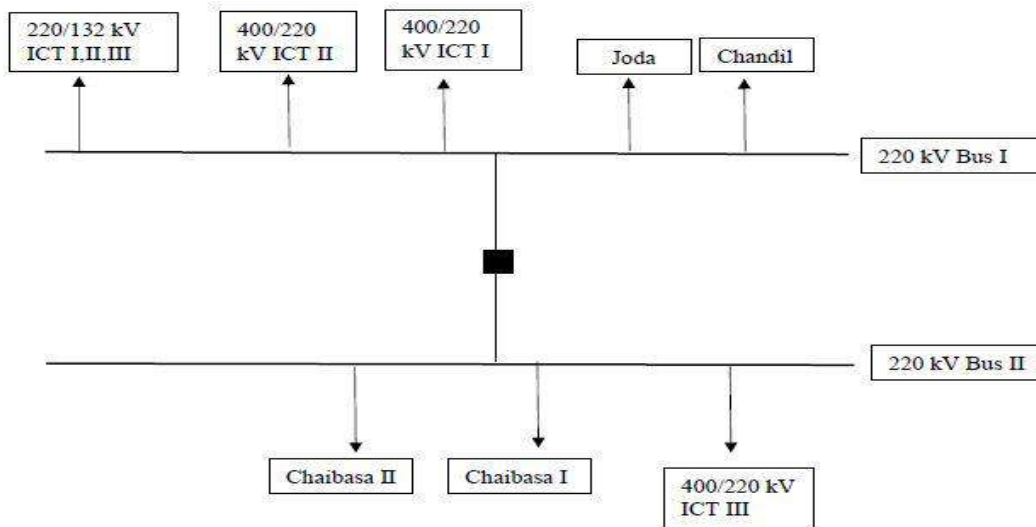 220/132 kV
ICT I,II,III
400/220
kV ICT II
400/220
kV ICT I
Joda
Chandil
220 kV Bus I
220 kV Bus II
Chaibasa II
Chaibasa I
400/220 kV
ICT III